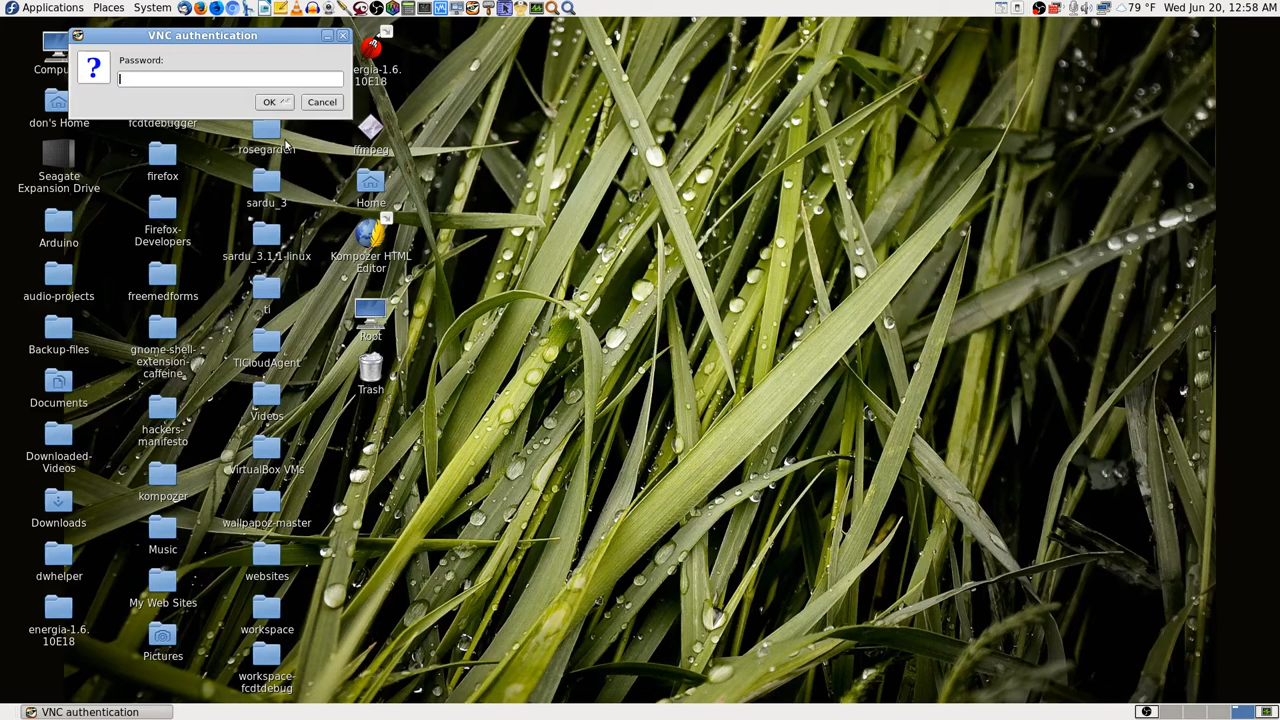 Applications Places System
79 °F Wed Jun 20, 12:58 AM
VNC authentication
Password:
OK Cancel
don's Home
Seagate
Expansion Drive
Arduino
audio-projects
Backup-files
Documents
Downloaded-
Videos
Downloads
dwhelper
energia-1.6.
10E18
fcdtdebugger
firefox
Firefox-
Developers
freemedforms
gnome-shell-
extension-
caffeine
hackers-
manifesto
kompozer
Music
My Web Sites
Pictures
rosegarden
sardu_3
sardu_3.1.1-linux
ti
TICloudAgent
Videos
VirtualBox VMs
wallpapoz-master
websites
workspace
workspace-
fcdtdebug
10E18
ffmpeg
Home
Kompozer HTML
Editor
Root
Trash
VNC authentication